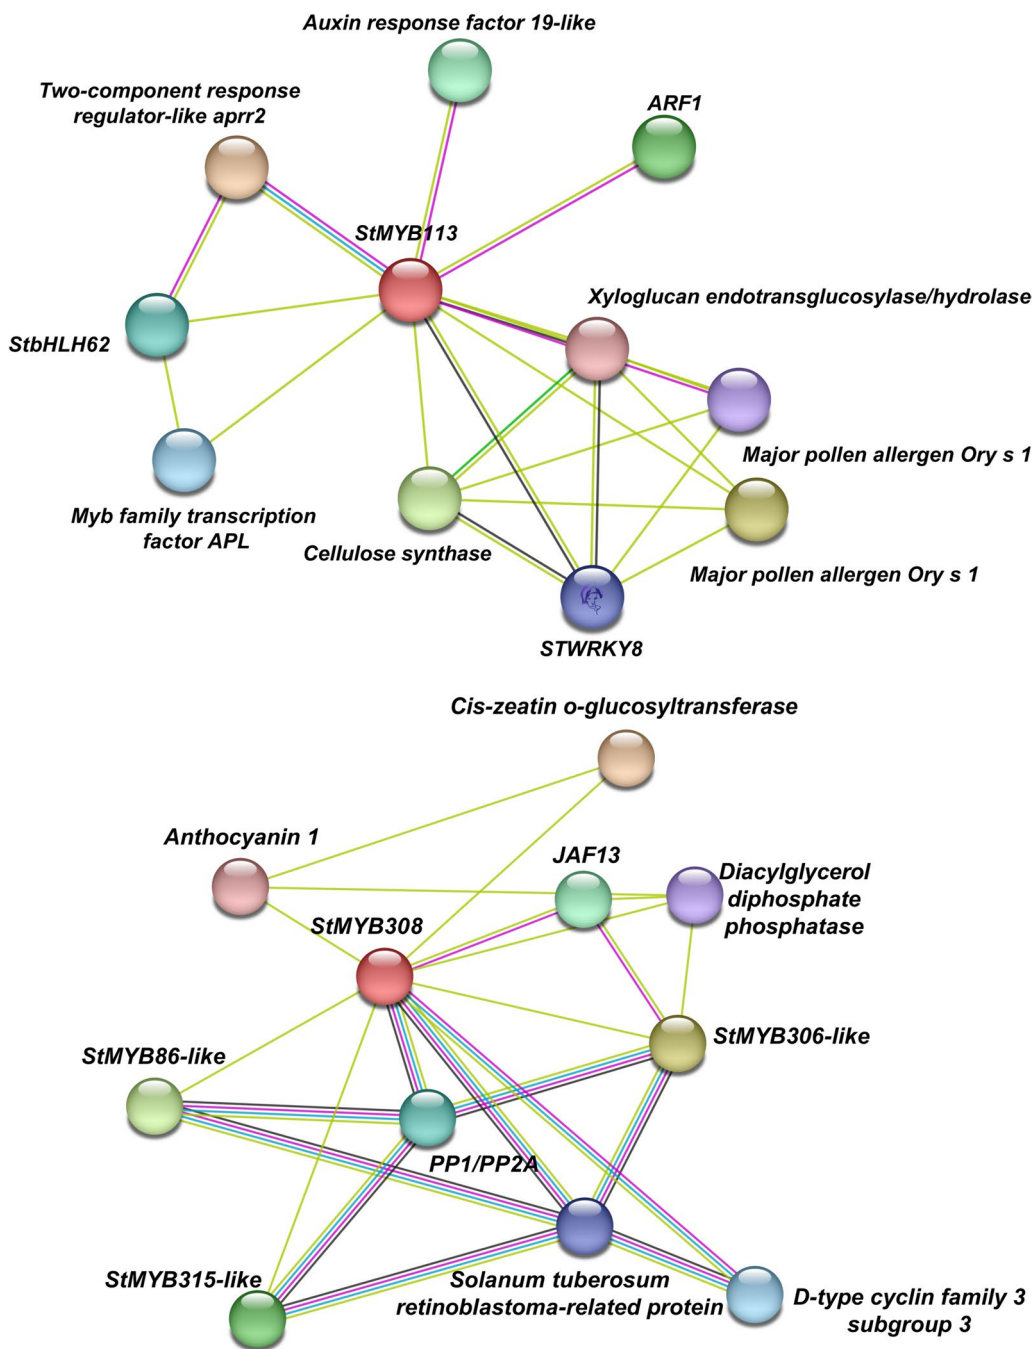 Auxin response factor 19-like
Two-component response
regulator-like aprr2
ARF1
StMYB113
Xyloglucan endotransglucosylase/hydrolase
StbHLH62
Major pollen allergen Ory s 1
Myb family transcription
factor APL
Cellulose synthase
Major pollen allergen Ory s 1
STWRKY8
Cis-zeatin o-glucosyltransferase
Anthocyanin 1
JAF13
Diacylglycerol
diphosphate
phosphatase
StMYB308
StMYB306-like
StMYB86-like
PP1/PP2A
StMYB315-like
Solanum tuberosum
retinoblastoma-related protein
D-type cyclin family 3
subgroup 3